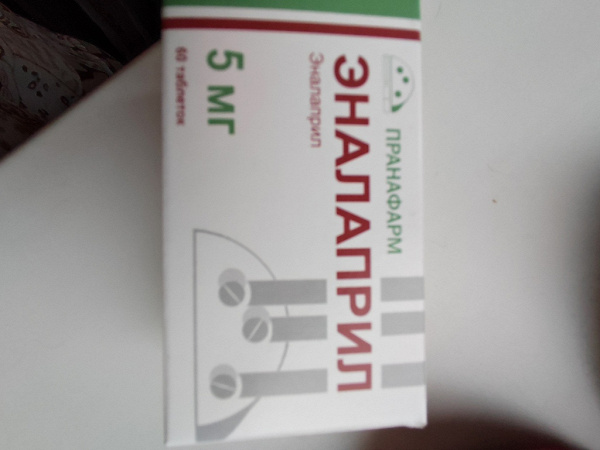 ПРАНАФАРМ
ЭНАЛАПРИЛ
Эналаприл
5 мг
60 таблеток